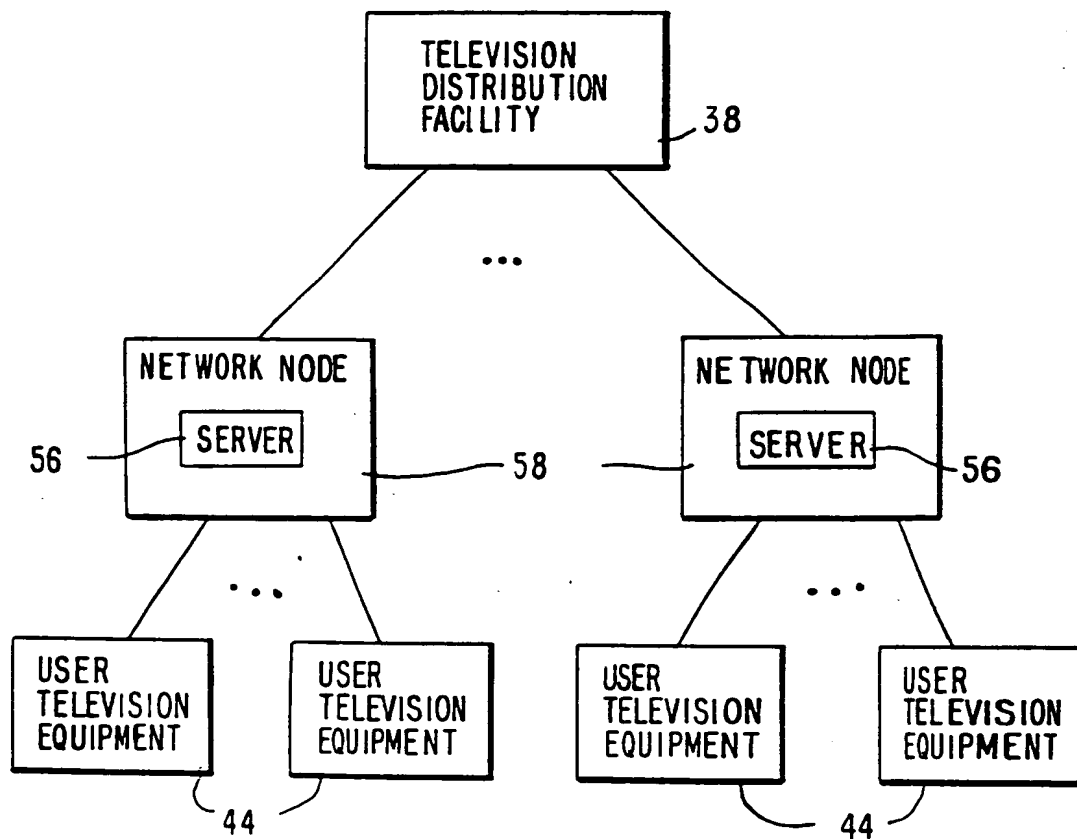 TELEVISION
DISTRIBUTION
FACILITY
38
NETWORK NODE
SERVER
56
58
NETWORK NODE
SERVER
56
USER
TELEVISION
EQUIPMENT
USER
TELEVISION
EQUIPMENT
44
USER
TELEVISION
EQUIPMENT
USER
TELEVISION
EQUIPMENT
44